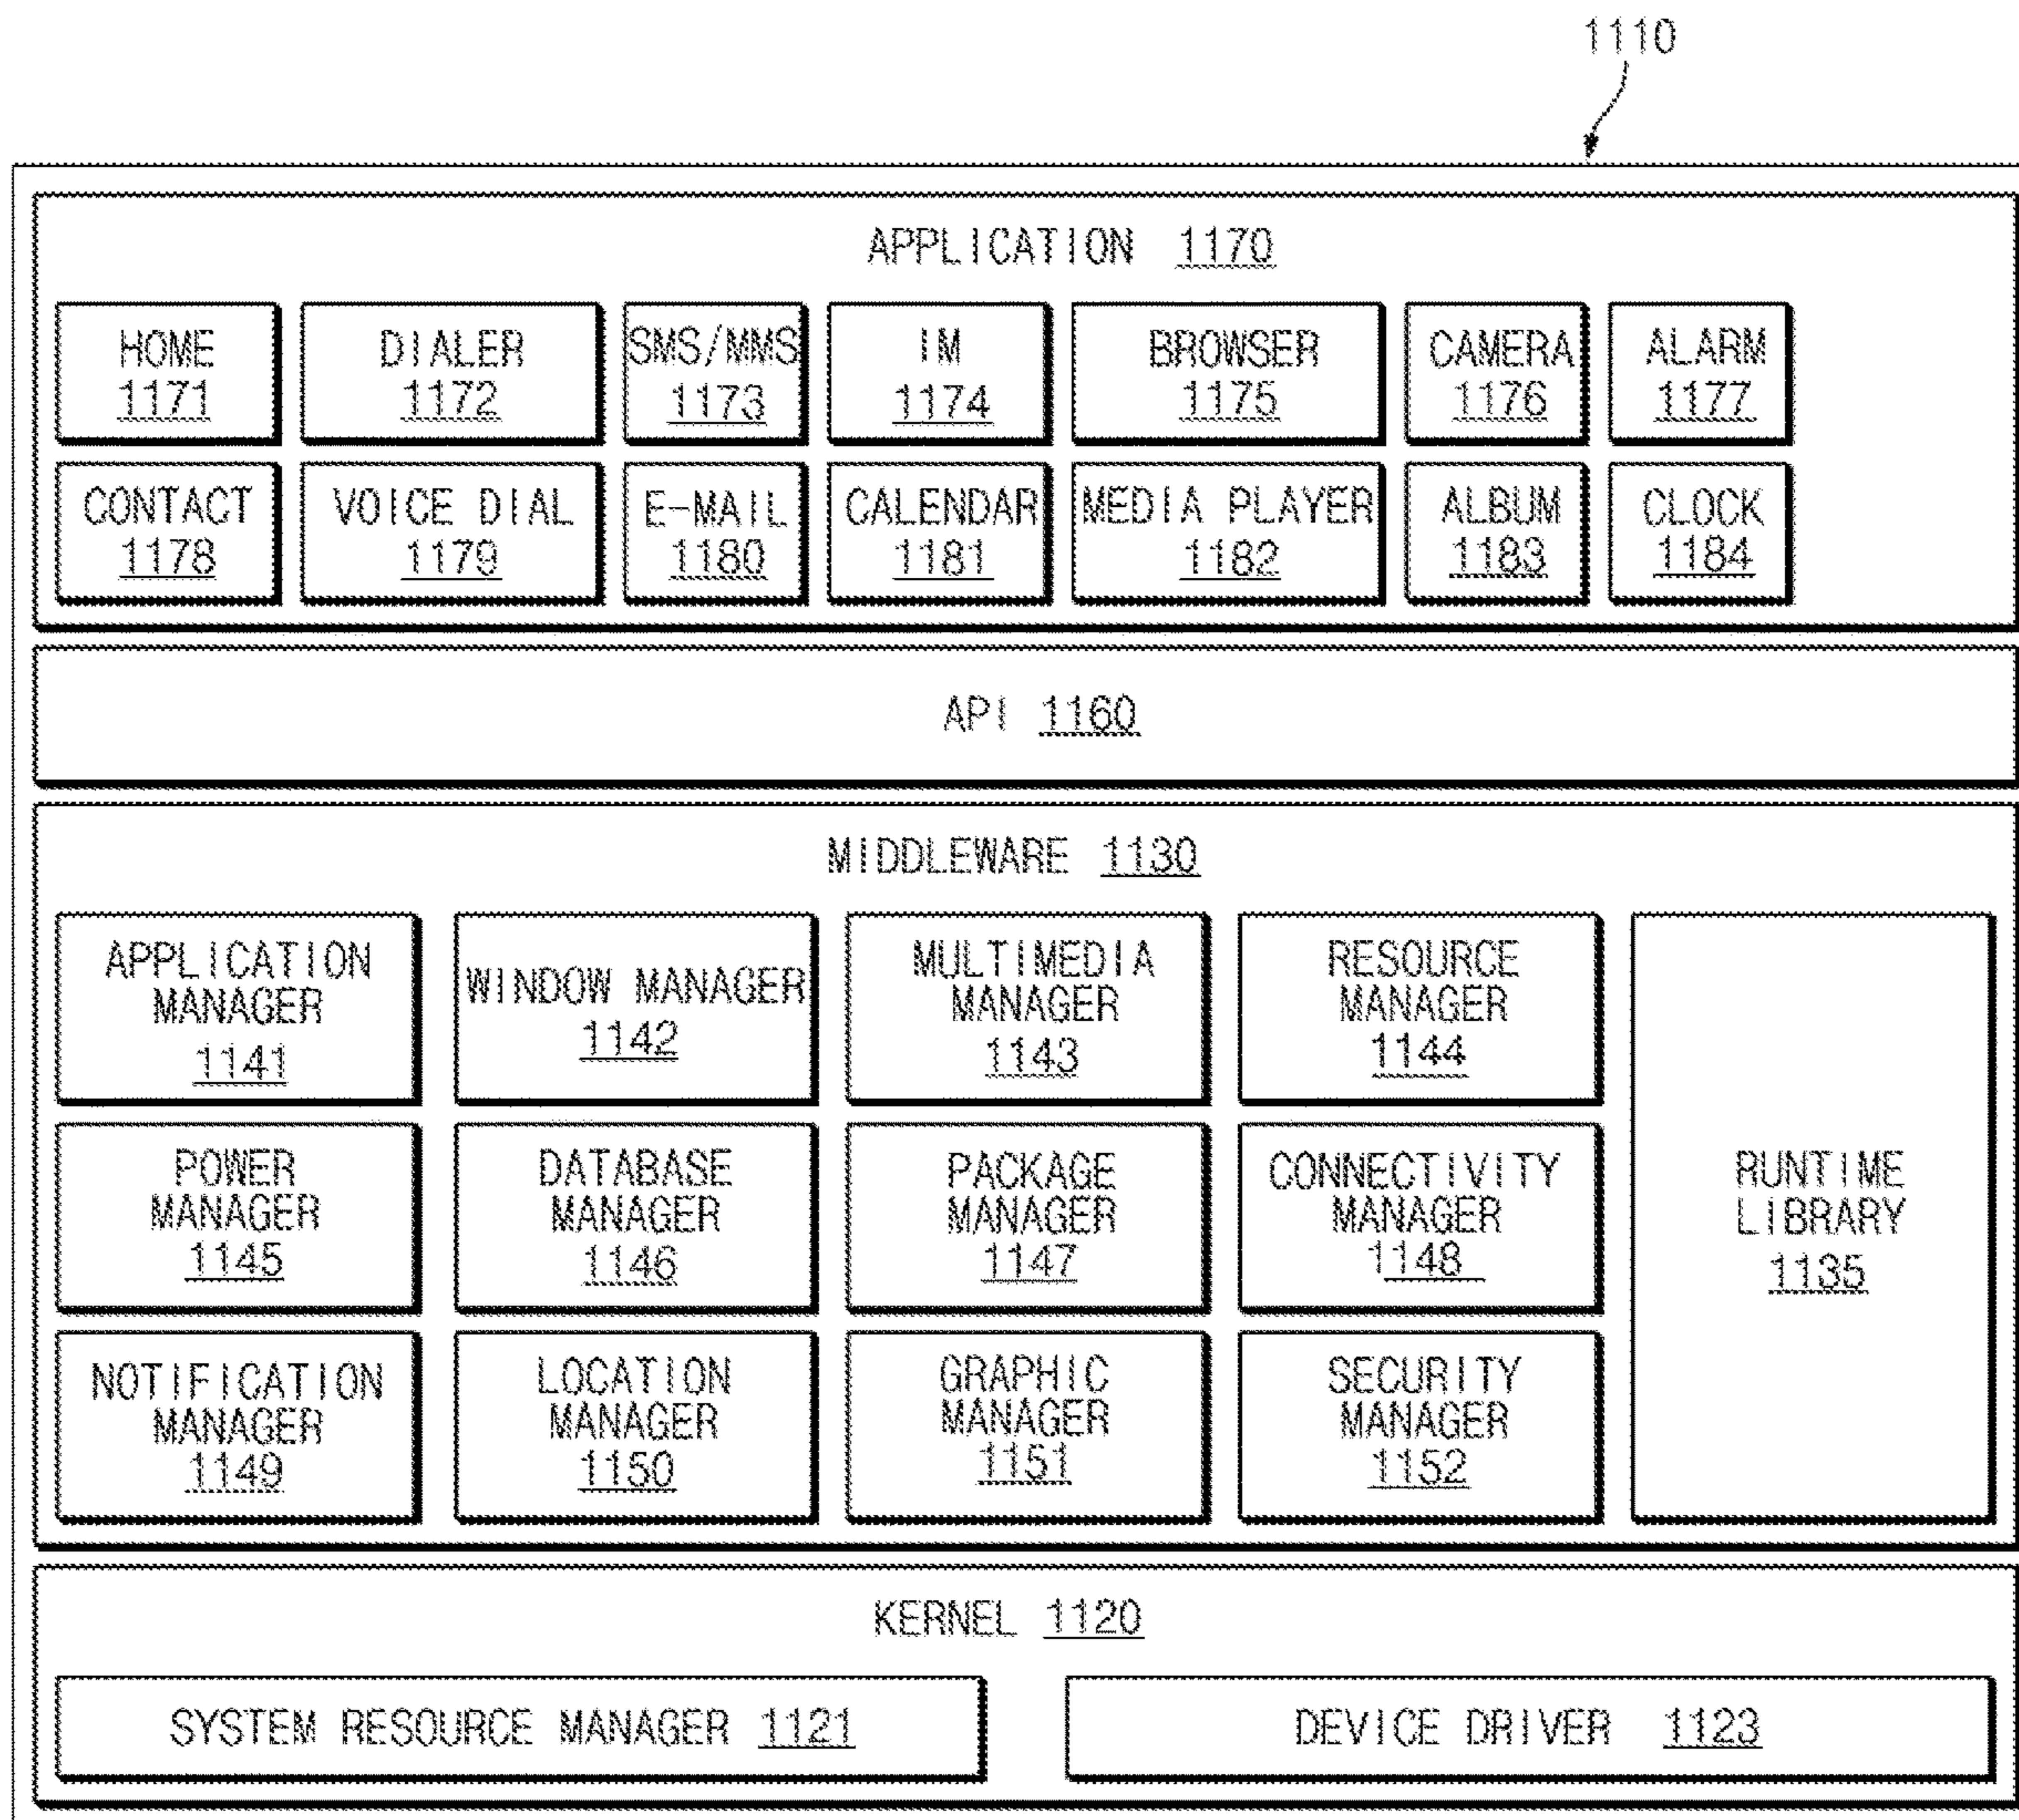 1110
APPLICATION 1170
HOME
1171
DIALER
1172
SMS/MMS
1173
IM
1174
BROWSER
1175
CAMERA
1176
ALARM
1177
CONTACT
1178
VOICE DIAL
1179
E-MAIL
1180
CALENDAR
1181
MEDIA PLAYER
1182
ALBUM
1183
CLOCK
1184
API 1160
MIDDLEWARE 1130
APPLICATION
MANAGER
1141
WINDOW MANAGER
1142
MULTIMEDIA
MANAGER
1143
RESOURCE
MANAGER
1144
POWER
MANAGER
1145
DATABASE
MANAGER
1146
PACKAGE
MANAGER
1147
CONNECTIVITY
MANAGER
1148
NOTIFICATION
MANAGER
1149
LOCATION
MANAGER
1150
GRAPHIC
MANAGER
1151
SECURITY
MANAGER
1152
RUNTIME
LIBRARY
1135
KERNEL 1120
SYSTEM RESOURCE MANAGER 1121
DEVICE DRIVER 1123